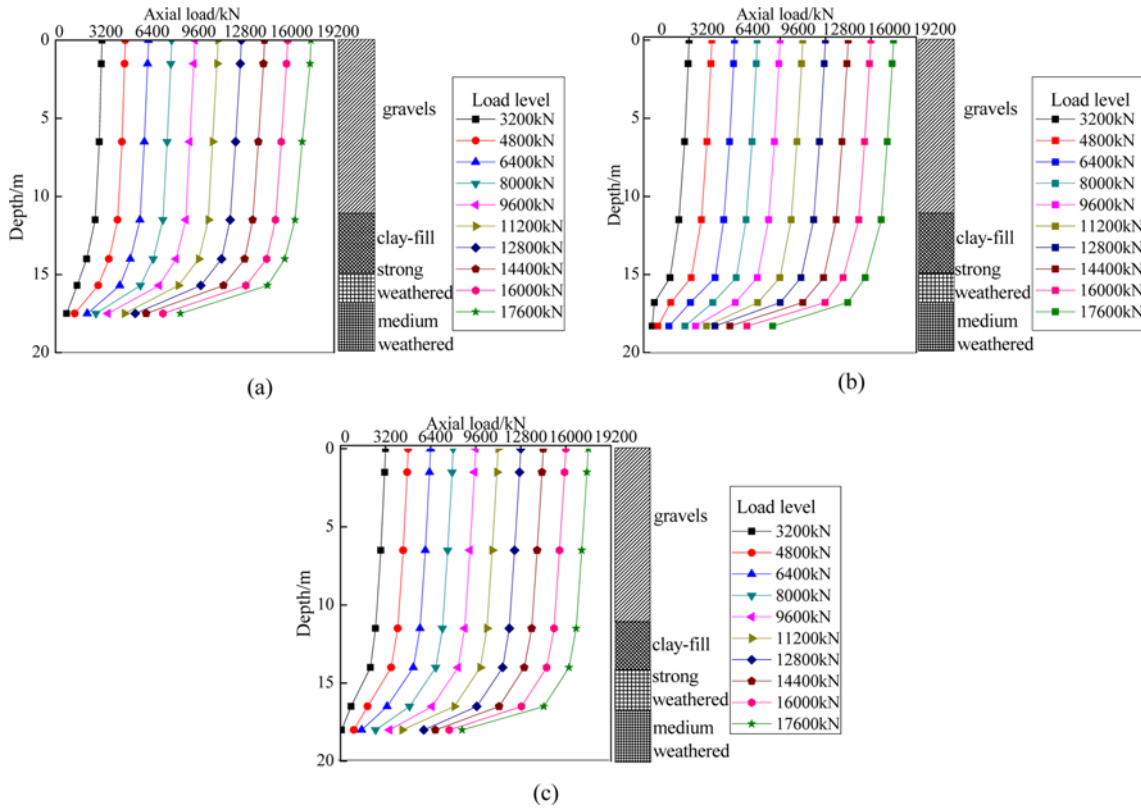 Axial load/kN
0 3200 6400 9600 12800 16000 19200
0
5
10
15
20
Depth/m
gravels
clay-fill
strong
weathered
medium
weathered
Load level
3200kN
4800kN
6400kN
8000kN
9600kN
11200kN
12800kN
14400kN
16000kN
17600kN
(a)
Axial load/kN
0 3200 6400 9600 12800 16000 19200
0
5
10
15
20
Depth/m
gravels
clay-fill
strong
weathered
medium
weathered
Load level
3200kN
4800kN
6400kN
8000kN
9600kN
11200kN
12800kN
14400kN
16000kN
17600kN
(b)
Axial load/kN
0 3200 6400 9600 12800 16000 19200
0
5
10
15
20
Depth/m
gravels
clay-fill
strong
weathered
medium
weathered
Load level
3200kN
4800kN
6400kN
8000kN
9600kN
11200kN
12800kN
14400kN
16000kN
17600kN
(c)